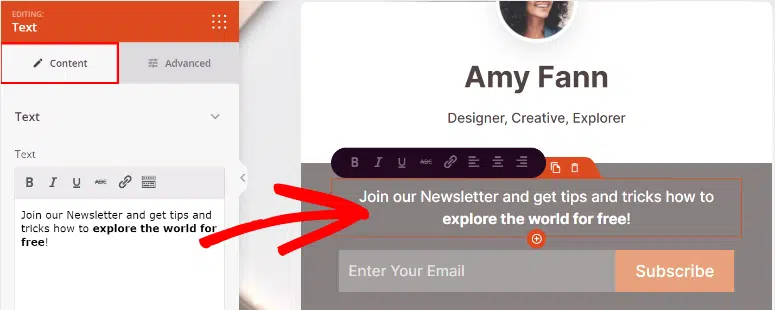 EDITING:
Text
Content
Advanced
Text
Text
B I U ABC
Join our Newsletter and get tips and
tricks how to explore the world for
free!
Amy Fann
Designer, Creative, Explorer
B I U ABC
Join our Newsletter and get tips and tricks how to
explore the world for free!
Enter Your Email
Subscribe